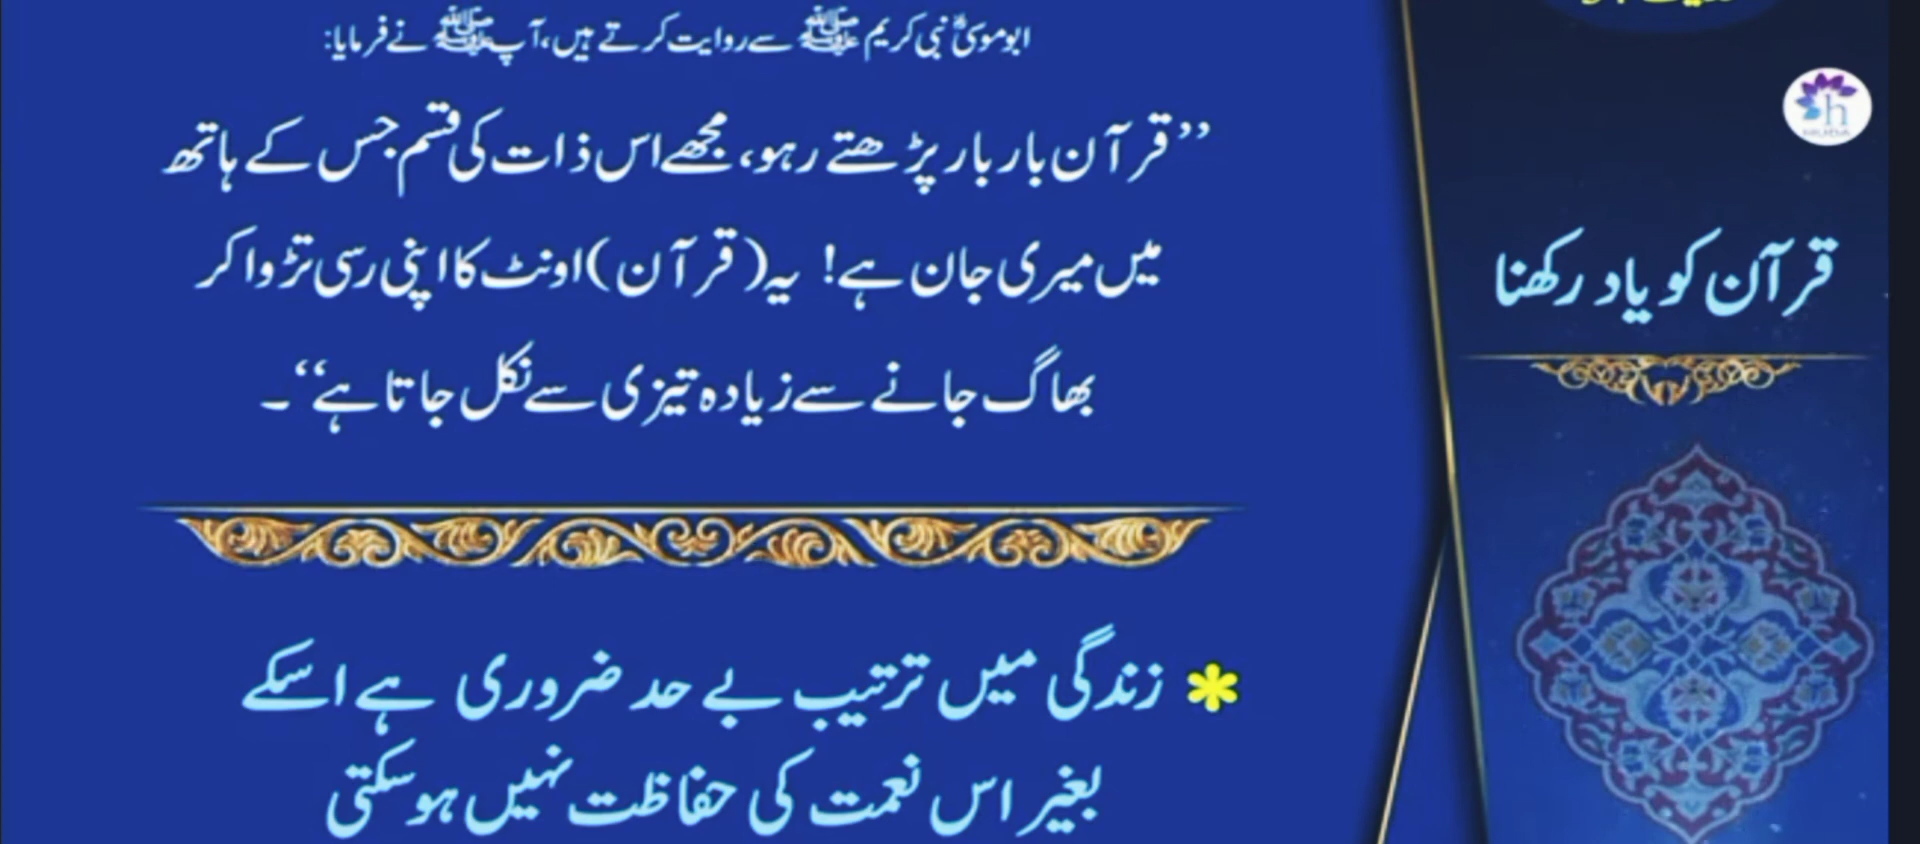 ابوموسیٰؓ نبی کریم ﷺ سے روایت کرتے ہیں، آپ ﷺ نے فرمایا:
’’قرآن بار بار پڑھتے رہو، مجھے اس ذات کی قسم جس کے ہاتھ
میں میری جان ہے! یہ (قرآن) اونٹ کا اپنی رسی تڑوا کر
بھاگ جانے سے زیادہ تیزی سے نکل جاتا ہے‘‘۔
* زندگی میں ترتیب بے حد ضروری ہے اسکے
بغیر اس نعمت کی حفاظت نہیں ہوسکتی
h
HUDA
قرآن کو یاد رکھنا